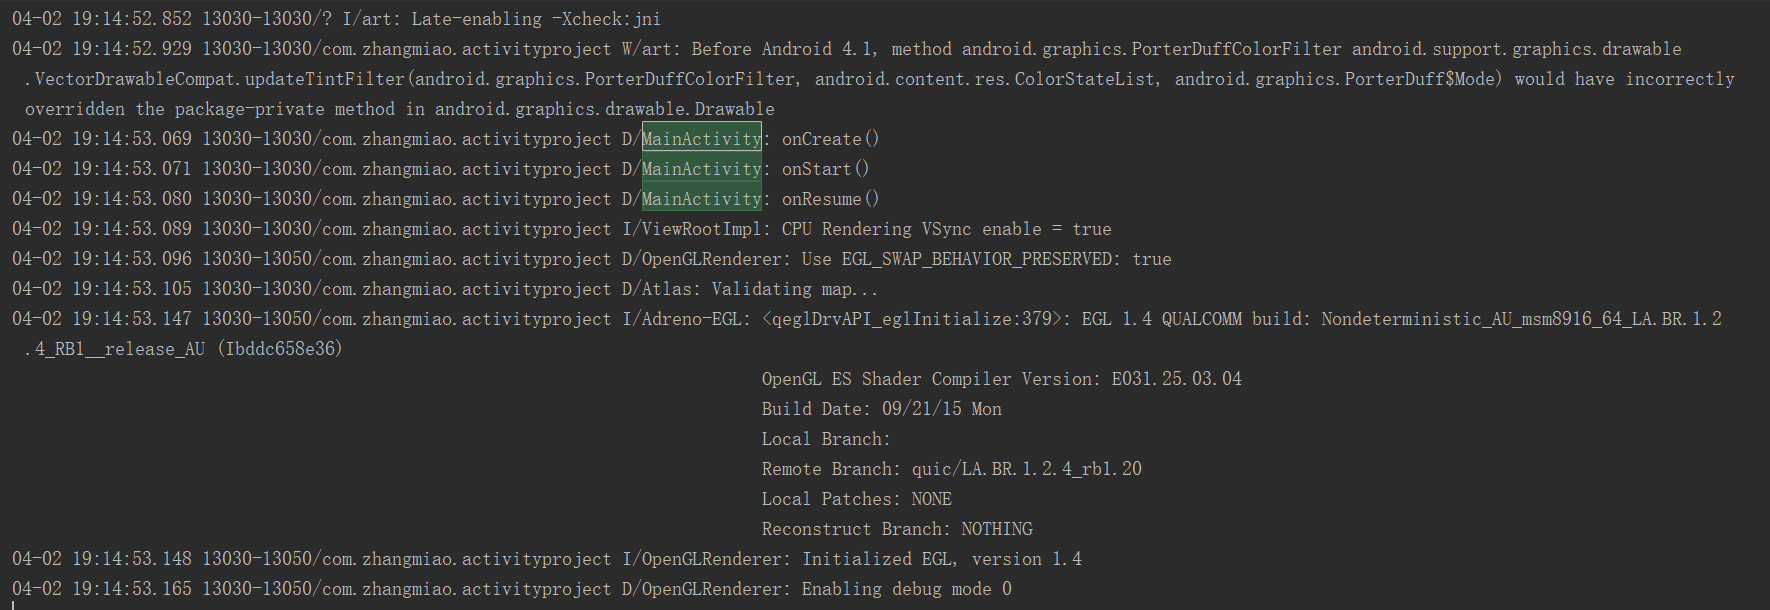 04-02 19:14:52.852 13030-13030/? I/art: Late-enabling -Xcheck:jni
04-02 19:14:52.929 13030-13030/com.zhangmiao.activityproject W/art: Before Android 4.1, method android.graphics.PorterDuffColorFilter android.support.graphics.drawable
.VectorDrawableCompat.updateTintFilter(android.graphics.PorterDuffColorFilter, android.content.res.ColorStateList, android.graphics.PorterDuff$Mode) would have incorrectly
overridden the package-private method in android.graphics.drawable.Drawable
04-02 19:14:53.069 13030-13030/com.zhangmiao.activityproject D/MainActivity: onCreate()
04-02 19:14:53.071 13030-13030/com.zhangmiao.activityproject D/MainActivity: onStart()
04-02 19:14:53.080 13030-13030/com.zhangmiao.activityproject D/MainActivity: onResume()
04-02 19:14:53.089 13030-13030/com.zhangmiao.activityproject I/ViewRootImpl: CPU Rendering VSync enable = true
04-02 19:14:53.096 13030-13050/com.zhangmiao.activityproject D/OpenGLRenderer: Use EGL_SWAP_BEHAVIOR_PRESERVED: true
04-02 19:14:53.105 13030-13030/com.zhangmiao.activityproject D/Atlas: Validating map...
04-02 19:14:53.147 13030-13050/com.zhangmiao.activityproject I/Adreno-EGL: <qeglDrvAPI_eglInitialize:379>: EGL 1.4 QUALCOMM build: Nondeterministic_AU_msm8916_64_LA.BR.1.2
.4_RB1__release_AU (Ibddc658e36)
OpenGL ES Shader Compiler Version: E031.25.03.04
Build Date: 09/21/15 Mon
Local Branch:
Remote Branch: quic/LA.BR.1.2.4_rb1.20
Local Patches: NONE
Reconstruct Branch: NOTHING
04-02 19:14:53.148 13030-13050/com.zhangmiao.activityproject I/OpenGLRenderer: Initialized EGL, version 1.4
04-02 19:14:53.165 13030-13050/com.zhangmiao.activityproject D/OpenGLRenderer: Enabling debug mode 0